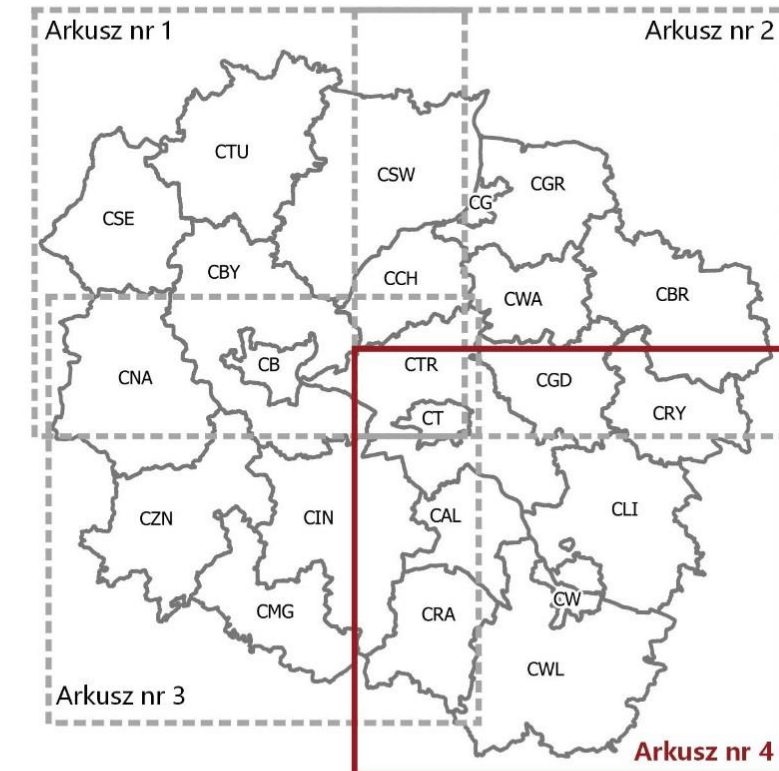 Arkusz nr 1
Arkusz nr 2
CTU
CSW
CGR
CG
CSE
CBY
CCH
CWA
CBR
CNA
CB
CTR
CGD
CT
CRY
CZN
CIN
CAL
CLI
CMG
CRA
CW
CWL
Arkusz nr 3
Arkusz nr 4